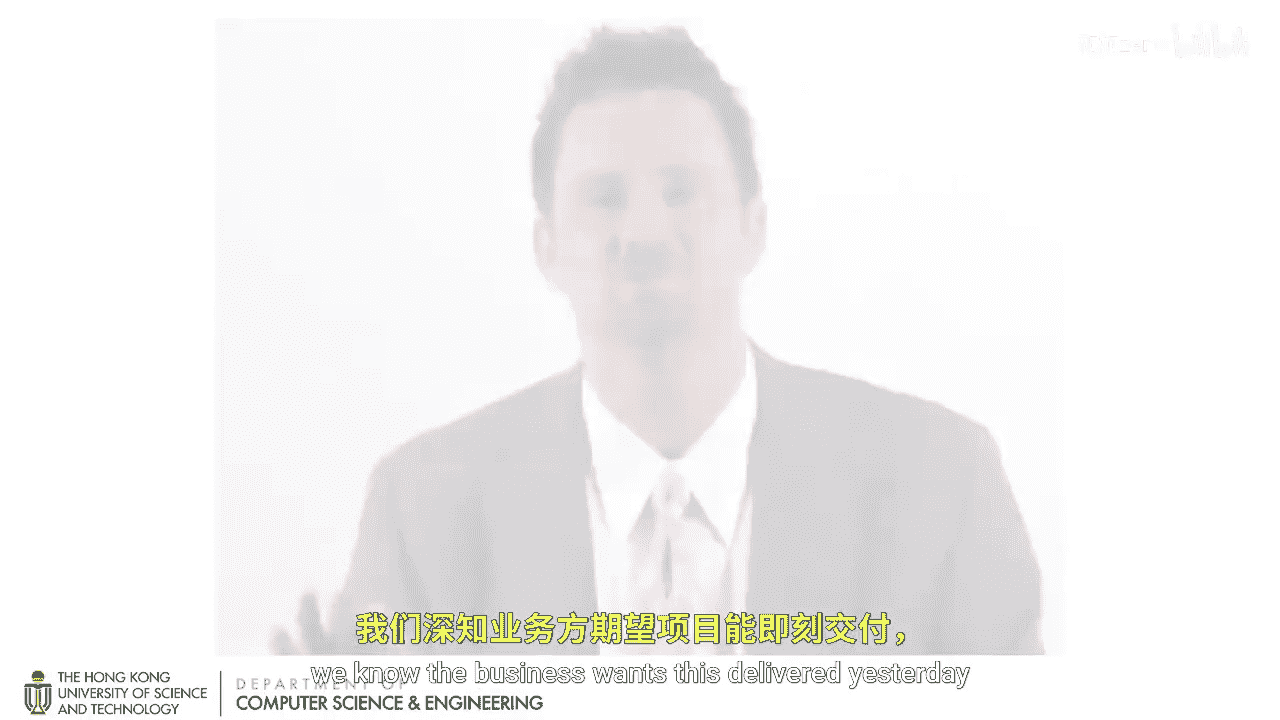 我们深知业务方期望项目能即刻交付，
we know the business wants this delivered yesterday
THE HONG KONG
UNIVERSITY OF SCIENCE
AND TECHNOLOGY
DEPARTMENT OF
COMPUTER SCIENCE & ENGINEERING